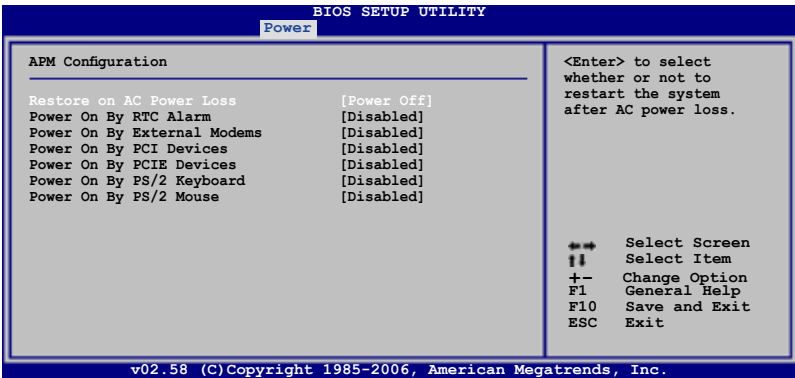 BIOS SETUP UTILITY
Power
APM Configuration
Restore on AC Power Loss [Power Off]
Power On By RTC Alarm [Disabled]
Power On By External Modems [Disabled]
Power On By PCI Devices [Disabled]
Power On By PCIE Devices [Disabled]
Power On By PS/2 Keyboard [Disabled]
Power On By PS/2 Mouse [Disabled]
<Enter> to select
whether or not to
restart the system
after AC power loss.
←→ Select Screen
↑↓ Select Item
+- Change Option
F1 General Help
F10 Save and Exit
ESC Exit
v02.58 (C)Copyright 1985-2006, American Megatrends, Inc.